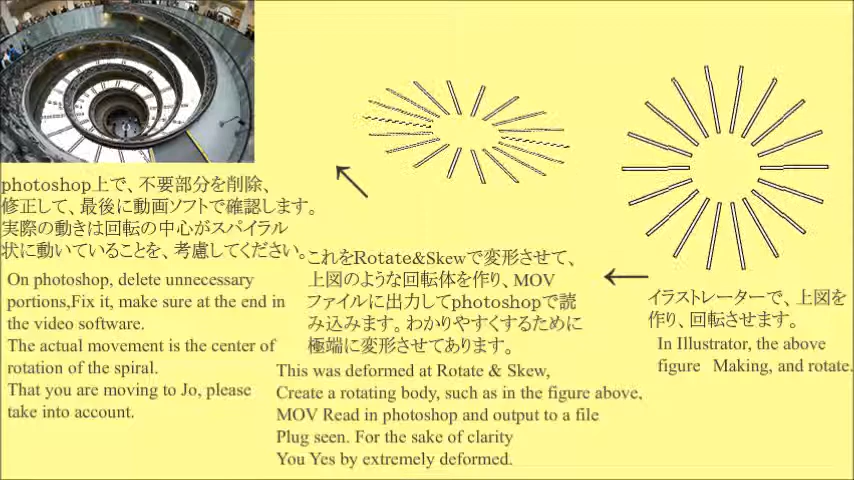 photoshop上で、不要部分を削除、
修正して、最後に動画ソフトで確認します。
実際の動きは回転の中心がスパイラル
状に動いていることを、考慮してください。
On photoshop, delete unnecessary
portions,Fix it, make sure at the end in
the video software.
The actual movement is the center of
rotation of the spiral.
That you are moving to Jo, please
take into account.
これをRotate&Skewで変形させて、
上図のような回転体を作り、MOV
ファイルに出力してphotoshopで読
み込みます。わかりやすくするために
極端に変形させてあります。
This was deformed at Rotate & Skew,
Create a rotating body, such as in the figure above,
MOV Read in photoshop and output to a file
Plug seen. For the sake of clarity
You Yes by extremely deformed.
イラストレーターで、上図を
作り、回転させます。
In Illustrator, the above
figure Making, and rotate.